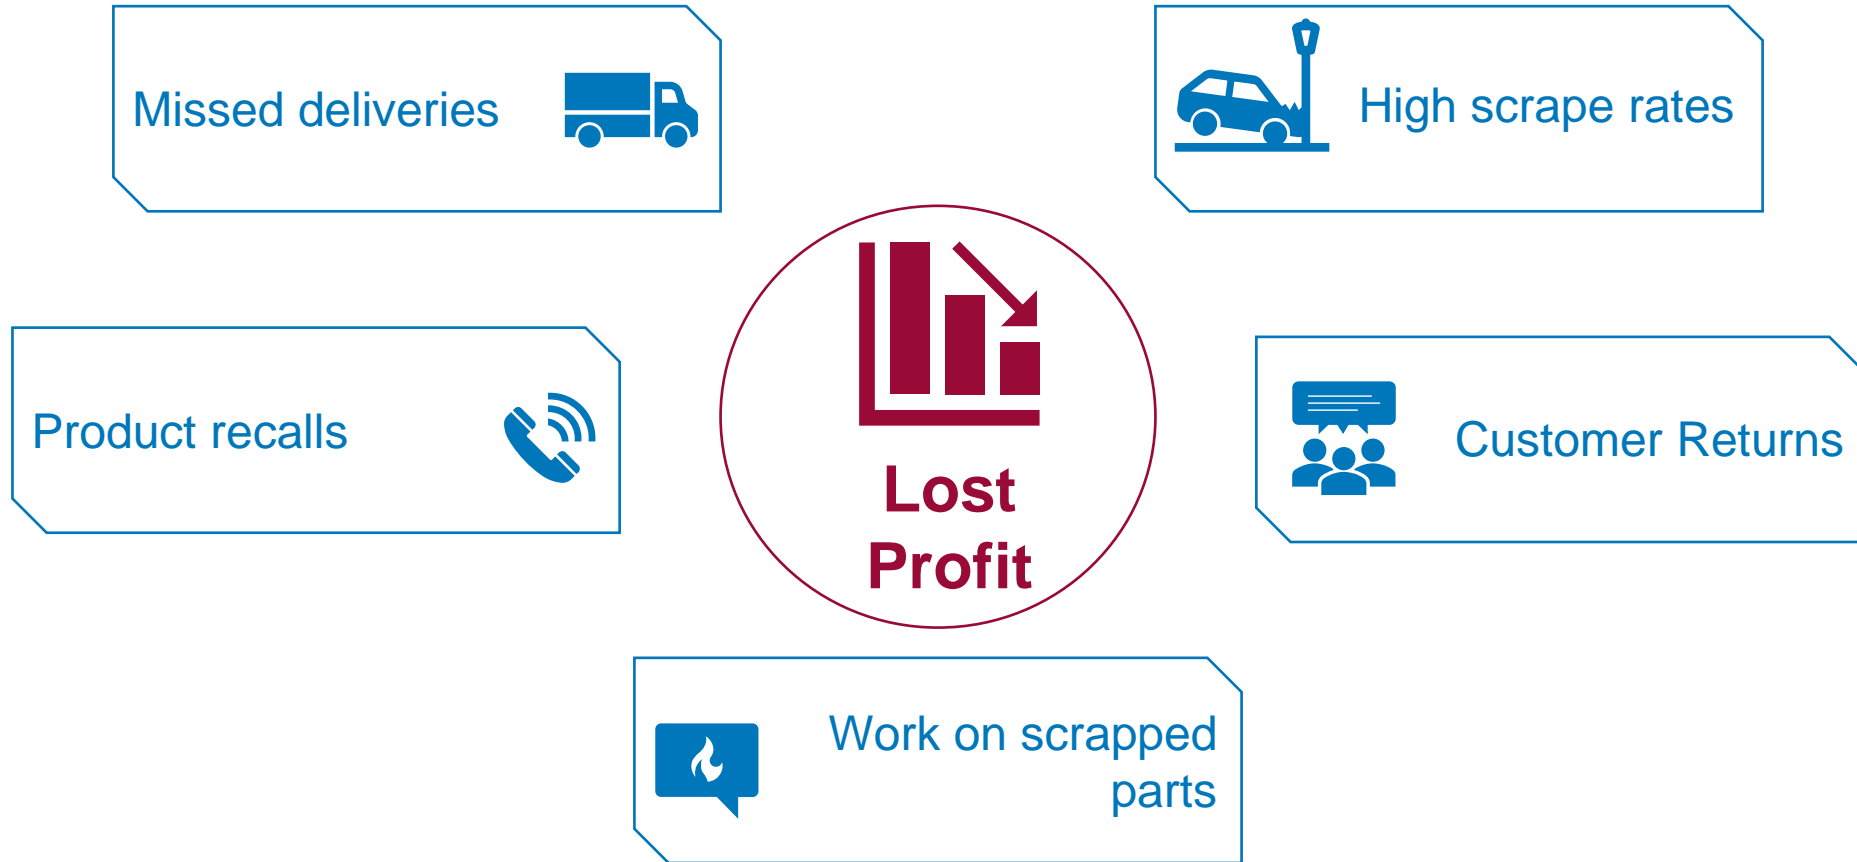 Missed deliveries
High scrape rates
Product recalls
Customer Returns
Lost
Profit
Work on scrapped
parts